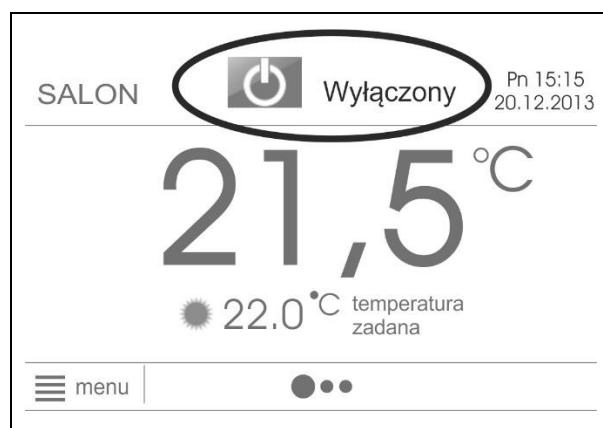 SALON
Wyłączony
Pn 15:15
20.12.2013
21,5 °C
22.0 °C temperatura
zadana
menu